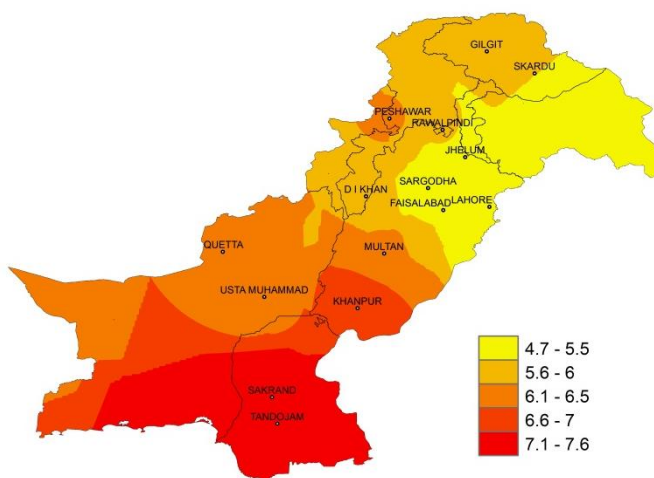 GILGIT
SKARDU
PESHAWAR
RAWALPINDI
JHELUM
D I KHAN
SARGODHA
FAISALABAD
LAHORE
QUETTA
MULTAN
USTA MUHAMMAD
KHANPUR
SAKRAND
TANDOJAM
4.7 - 5.5
5.6 - 6
6.1 - 6.5
6.6 - 7
7.1 - 7.6